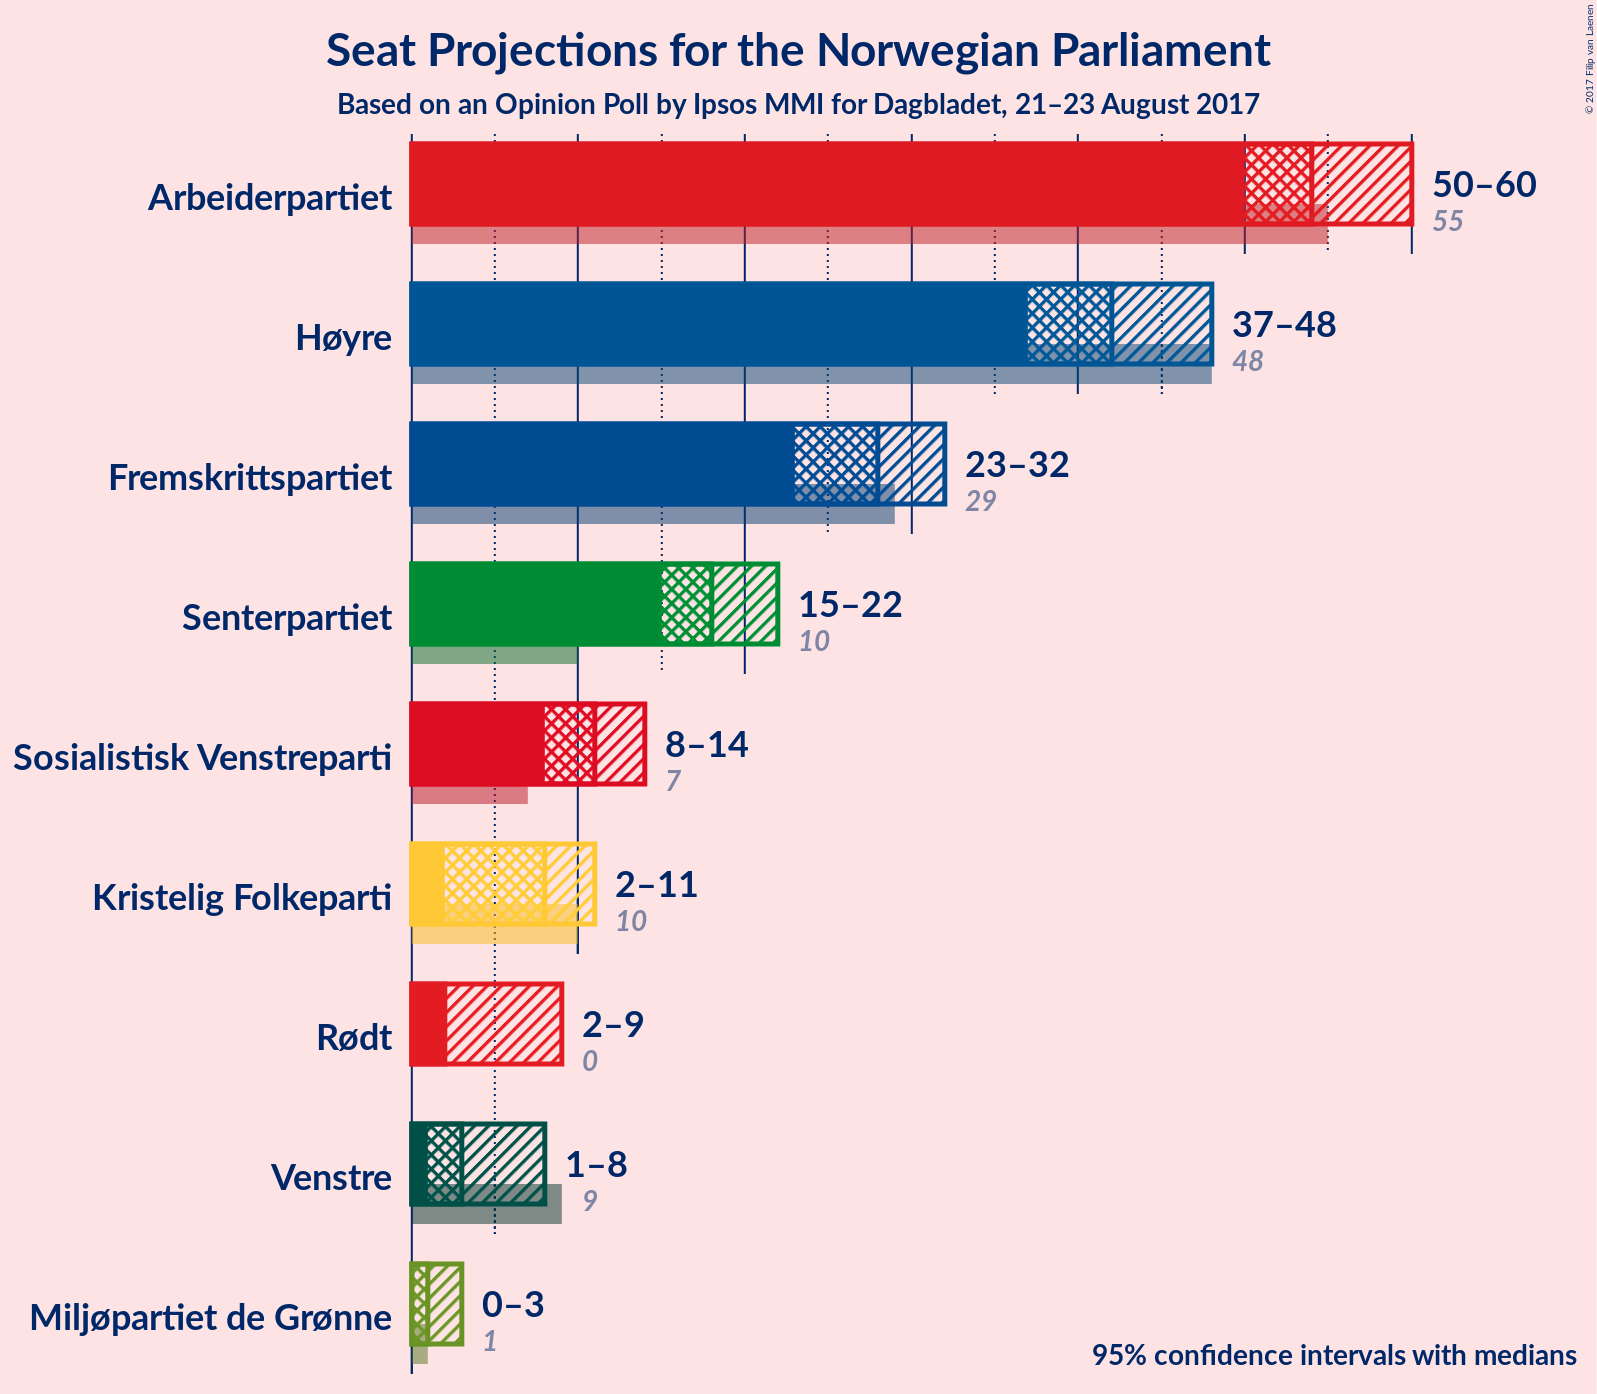 Seat Projections for the Norwegian Parliament
Based on an Opinion Poll by Ipsos MMI for Dagbladet, 21–23 August 2017
© 2017 Filip van Laenen
Arbeiderpartiet
50–60
55
Høyre
37–48
48
Fremskrittspartiet
23–32
29
Senterpartiet
15–22
10
Sosialistisk Venstreparti
8–14
7
Kristelig Folkeparti
2–11
10
Rødt
2–9
0
Venstre
1–8
9
Miljøpartiet de Grønne
0–3
1
95% confidence intervals with medians